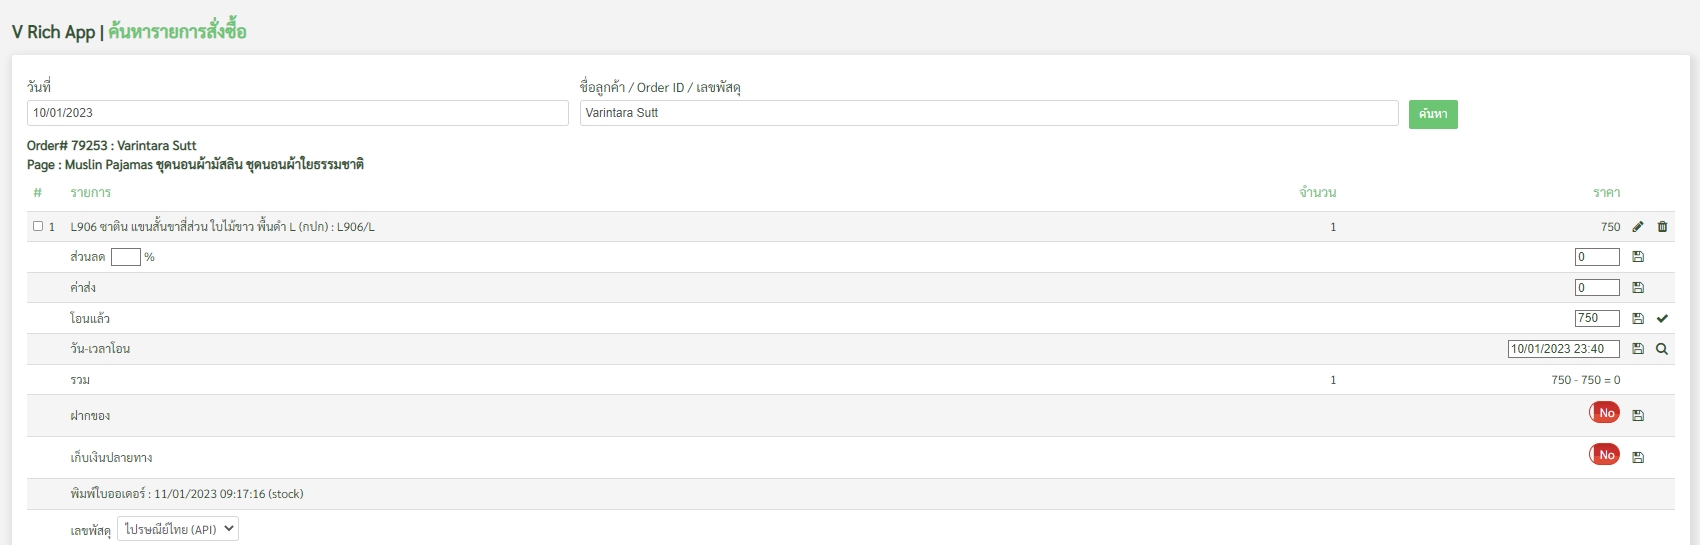 V Rich App | ค้นหารายการสั่งซื้อ
วันที่ ชื่อลูกค้า / Order ID / เลขพัสดุ
10/01/2023 Varintara Sutt ค้นหา
Order# 79253 : Varintara Sutt
Page : Muslin Pajamas ชุดนอนผ้ามัสลิน ชุดนอนผ้าใยธรรมชาติ
# รายการ จำนวน ราคา
1 L906 ซาติน แขนสั้นขาสี่ส่วน ใบไม้ขาว พื้นดำ L (กปก) : L906/L 1 750
ส่วนลด % 0
ค่าส่ง 0
โอนแล้ว 750
วัน-เวลาโอน 10/01/2023 23:40
รวม 1 750 - 750 = 0
ฝากของ No
เก็บเงินปลายทาง No
พิมพ์ใบออเดอร์ : 11/01/2023 09:17:16 (stock)
เลขพัสดุ ไปรษณีย์ไทย (API)